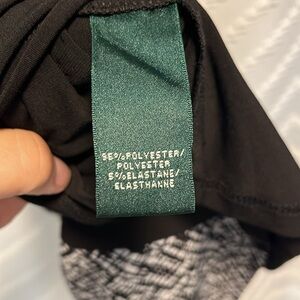 95%POLYESTER/
POLYESTER
5%ELASTANE/
ELASTHANNE